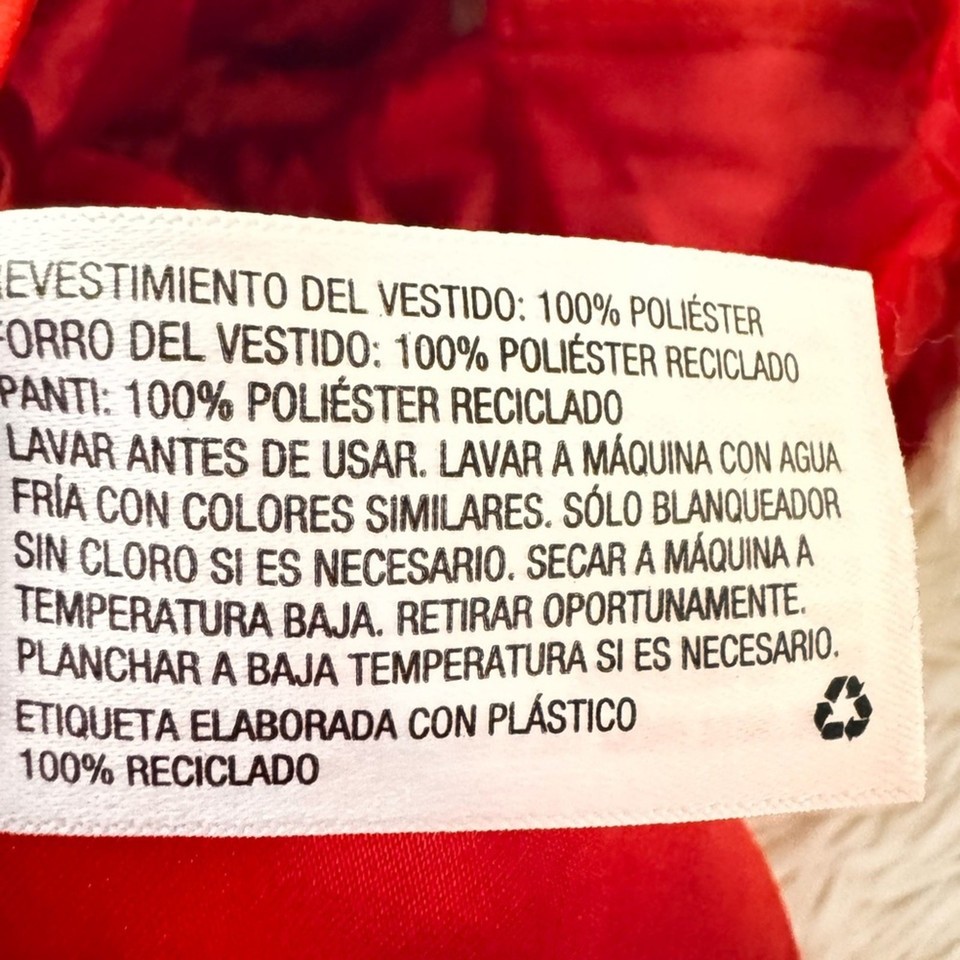 REVESTIMIENTO DEL VESTIDO: 100% POLIÉSTER
FORRO DEL VESTIDO: 100% POLIÉSTER RECICLADO
PANTI: 100% POLIÉSTER RECICLADO
LAVAR ANTES DE USAR. LAVAR A MÁQUINA CON AGUA
FRÍA CON COLORES SIMILARES. SÓLO BLANQUEADOR
SIN CLORO SI ES NECESARIO. SECAR A MÁQUINA A
TEMPERATURA BAJA. RETIRAR OPORTUNAMENTE.
PLANCHAR A BAJA TEMPERATURA SI ES NECESARIO.
ETIQUETA ELABORADA CON PLÁSTICO
100% RECICLADO